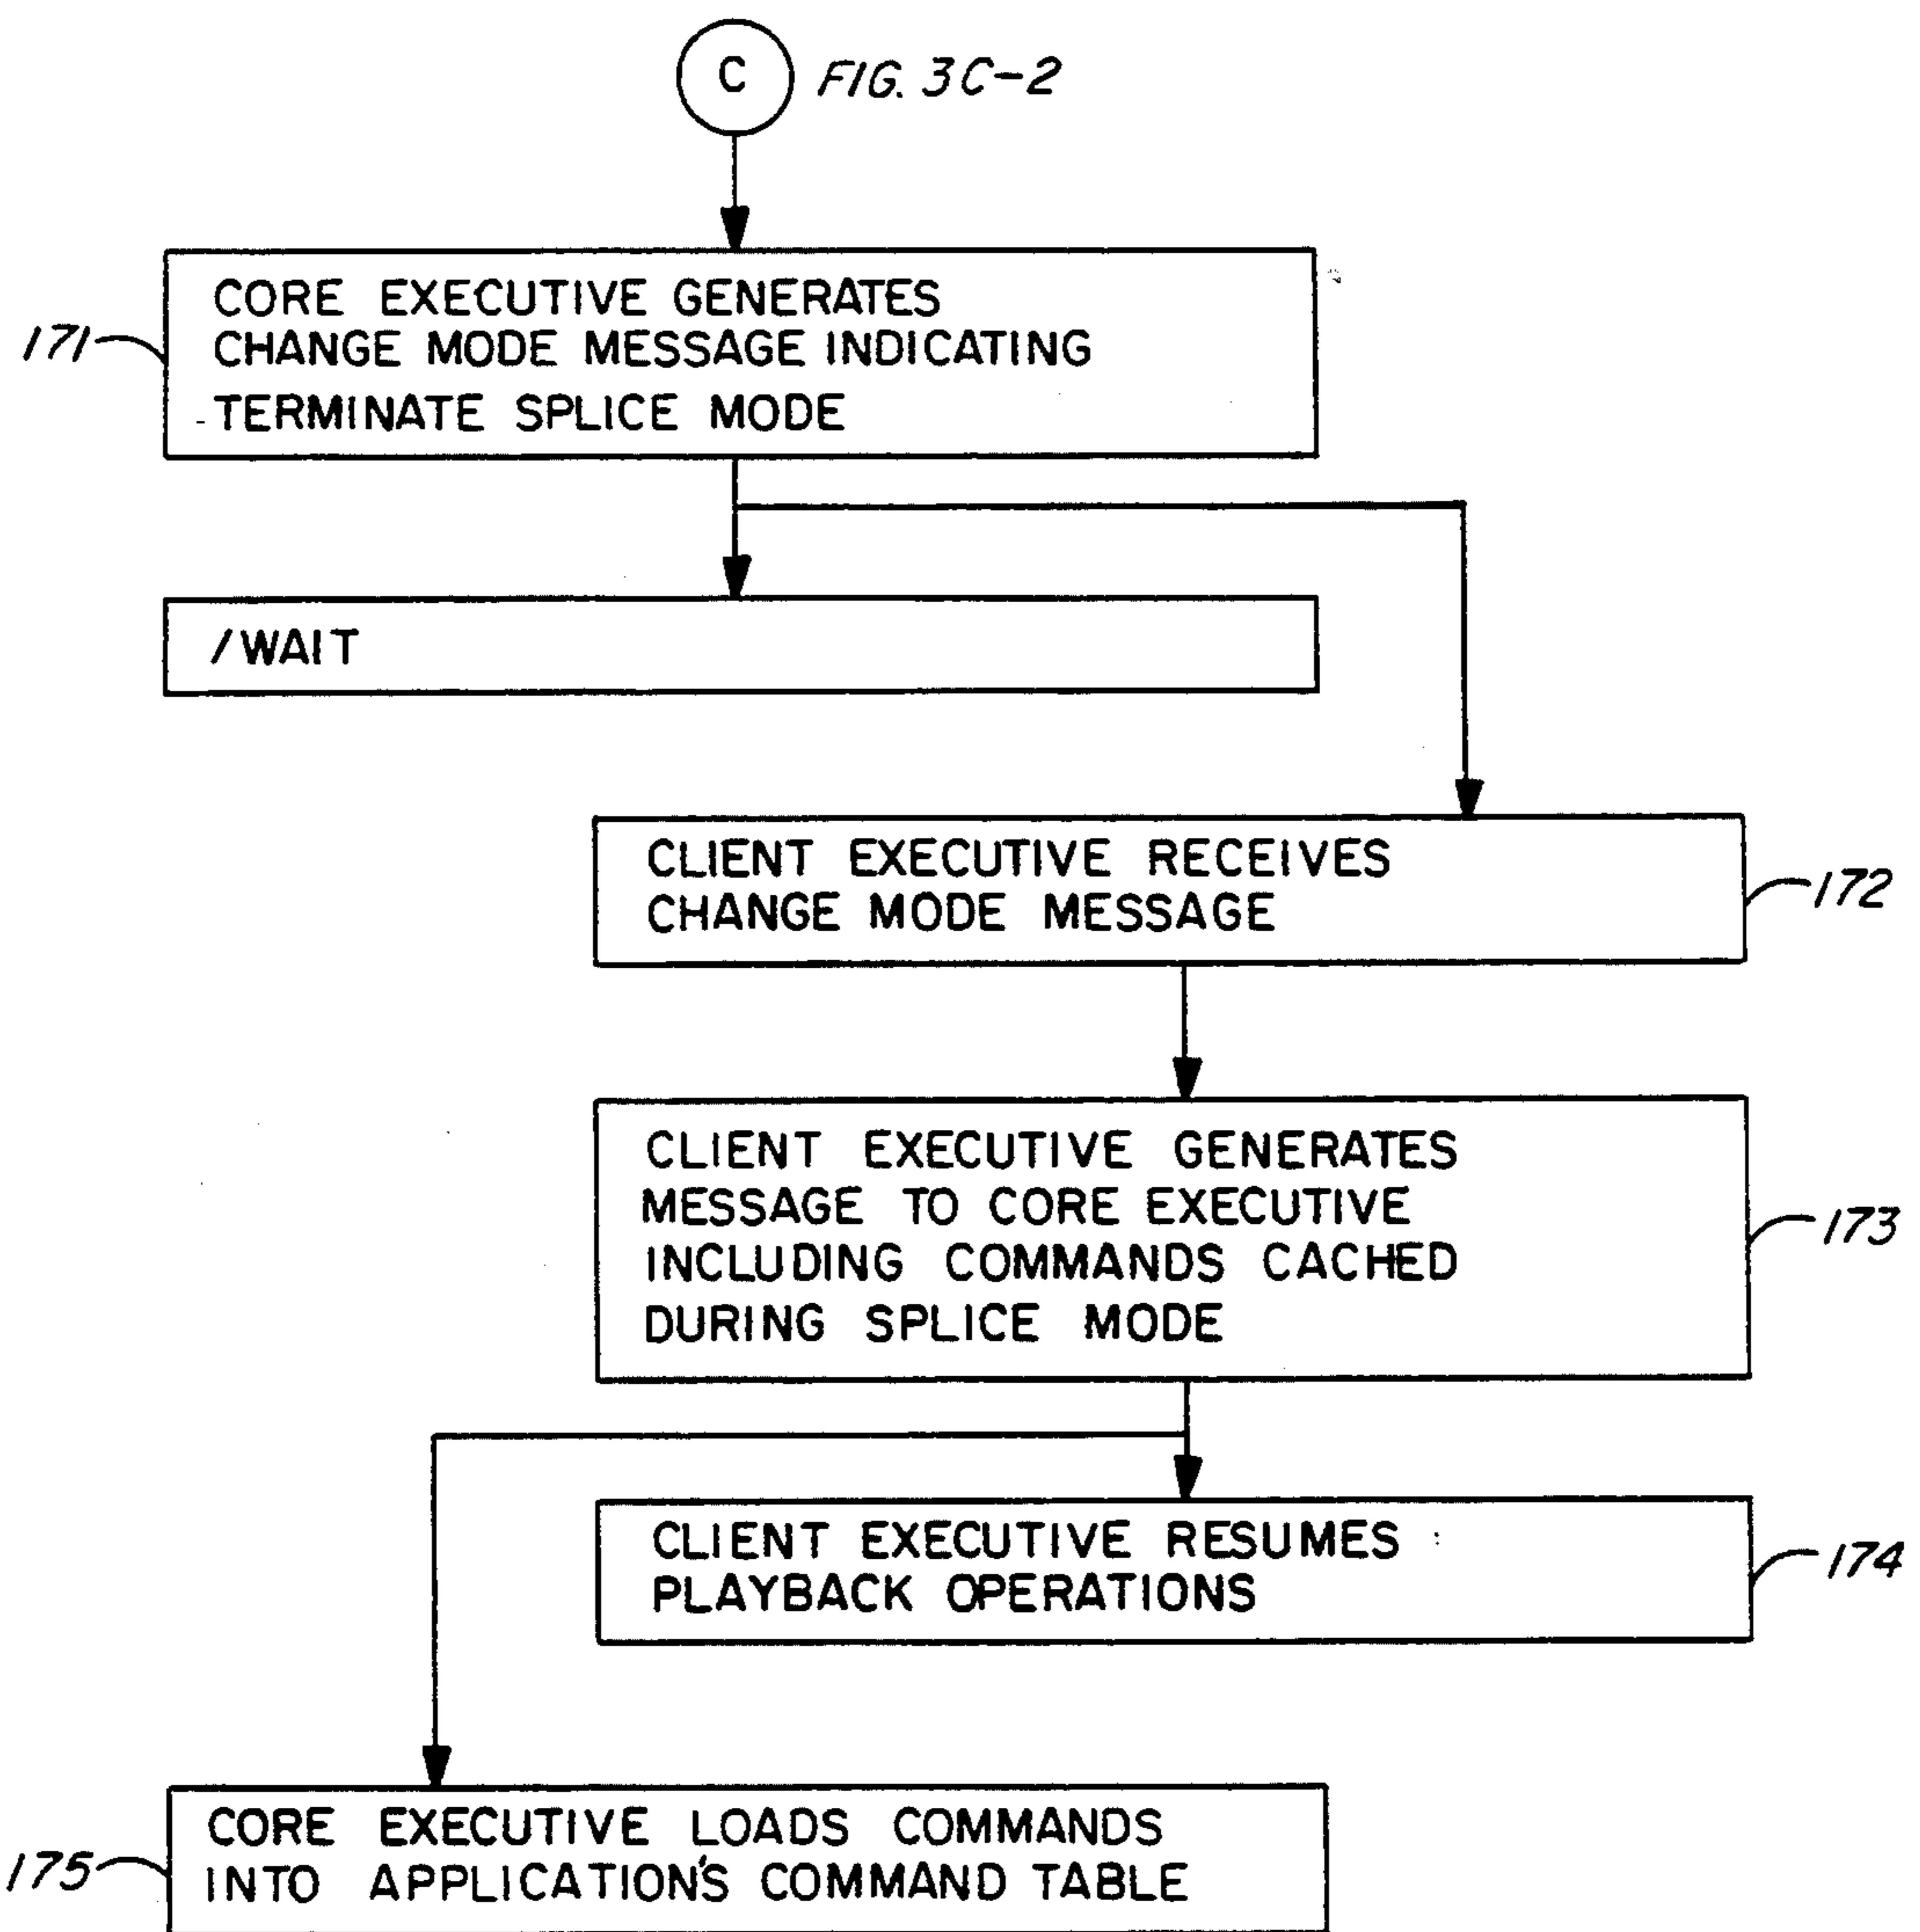 C FIG. 3C-2
CORE EXECUTIVE GENERATES
171 CHANGE MODE MESSAGE INDICATING
TERMINATE SPLICE MODE
/WAIT
CLIENT EXECUTIVE RECEIVES
CHANGE MODE MESSAGE
172
CLIENT EXECUTIVE GENERATES
MESSAGE TO CORE EXECUTIVE
173
INCLUDING COMMANDS CACHED
DURING SPLICE MODE
CLIENT EXECUTIVE RESUMES
174
PLAYBACK OPERATIONS
CORE EXECUTIVE LOADS COMMANDS
175 INTO APPLICATION'S COMMAND TABLE